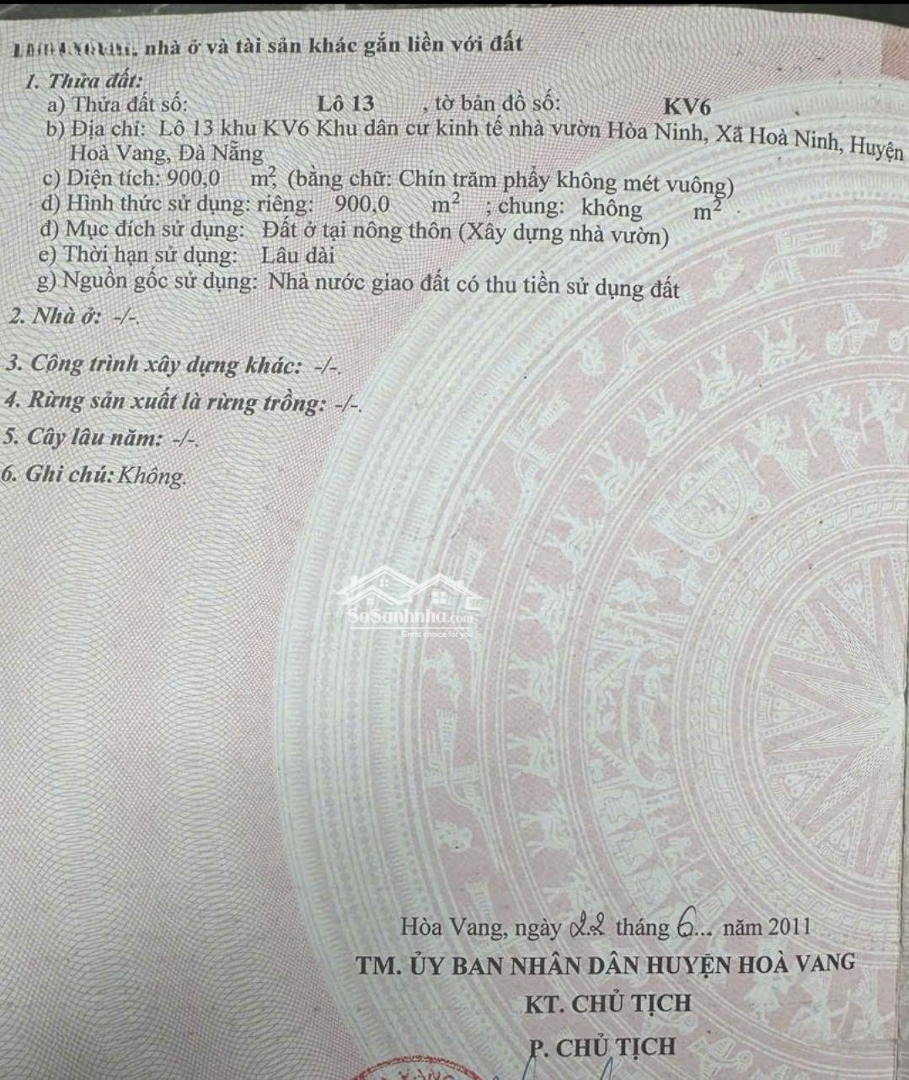 nhà ở và tài sản khác gắn liền với đất
1. Thửa đất:
a) Thửa đất số: Lô 13 , tờ bản đồ số: KV6
b) Địa chỉ: Lô 13 khu KV6 Khu dân cư kinh tế nhà vườn Hòa Ninh, Xã Hoà Ninh, Huyện
Hoà Vang, Đà Nẵng
c) Diện tích: 900,0 m², (bằng chữ: Chín trăm phẩy không mét vuông)
d) Hình thức sử dụng: riêng: 900,0 m² ; chung: không m²
đ) Mục đích sử dụng: Đất ở tại nông thôn (Xây dựng nhà vườn)
e) Thời hạn sử dụng: Lâu dài
g) Nguồn gốc sử dụng: Nhà nước giao đất có thu tiền sử dụng đất
2. Nhà ở: -/-.
3. Công trình xây dựng khác: -/-.
4. Rừng sản xuất là rừng trồng: -/-.
5. Cây lâu năm: -/-.
6. Ghi chú: Không.
SoSanhnha.com
Great choice for you
Hòa Vang, ngày 22 tháng 6... năm 2011
TM. ỦY BAN NHÂN DÂN HUYỆN HOÀ VANG
KT. CHỦ TỊCH
P. CHỦ TỊCH